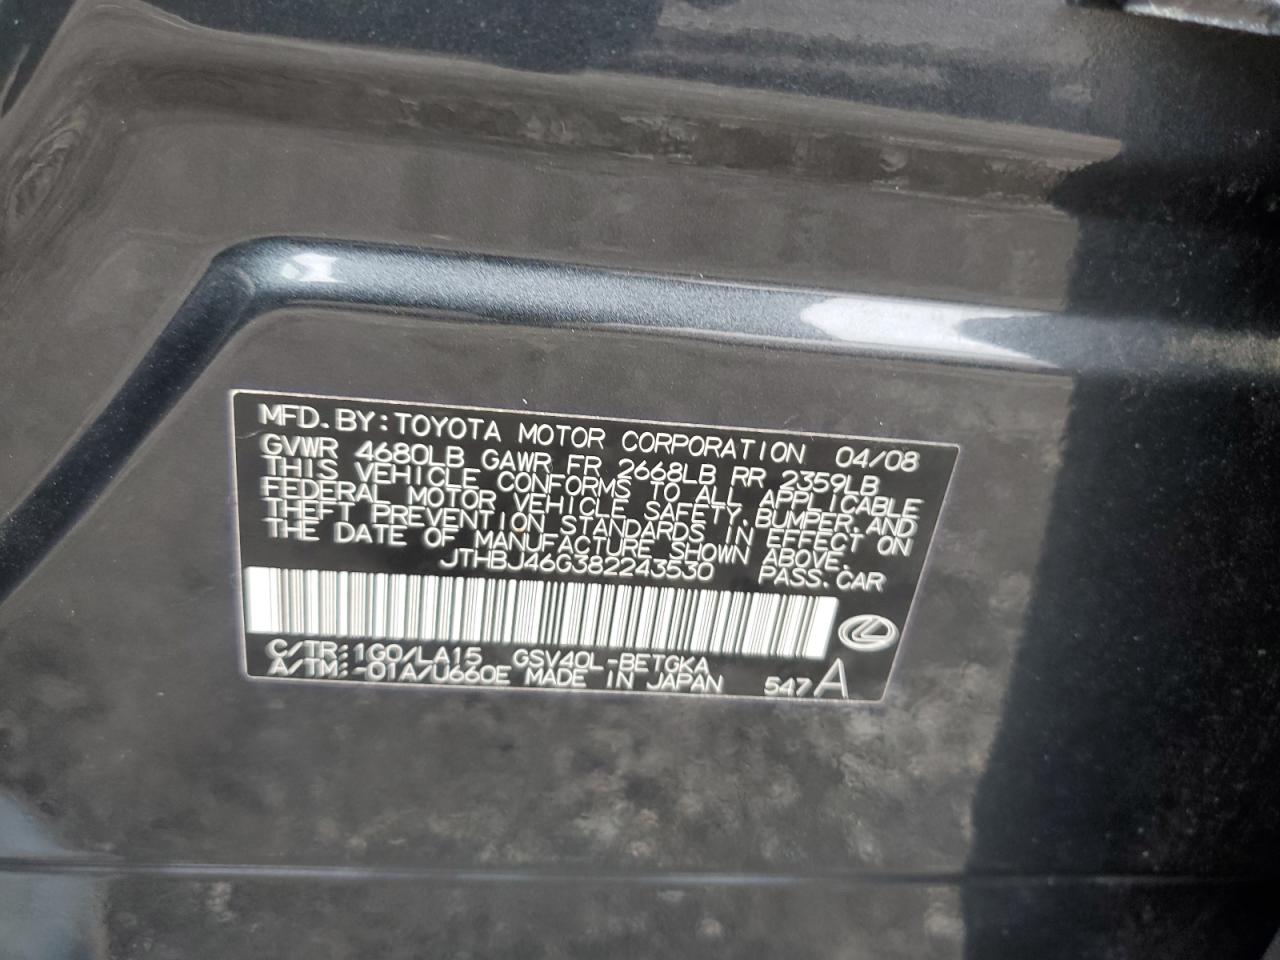 MFD. BY: TOYOTA MOTOR CORPORATION 04/08
GVWR 4680LB GAWR FR 2668LB RR 2359LB
THIS VEHICLE CONFORMS TO ALL APPLICABLE
FEDERAL MOTOR VEHICLE SAFETY, BUMPER, AND
THEFT PREVENTION STANDARDS IN EFFECT ON
THE DATE OF MANUFACTURE SHOWN ABOVE.
JTHBJ46G382243530 PASS. CAR
C/TR: 1G0/LA15 GSV40L-BETGKA
A/TM: -01A/U660E MADE IN JAPAN 547 A